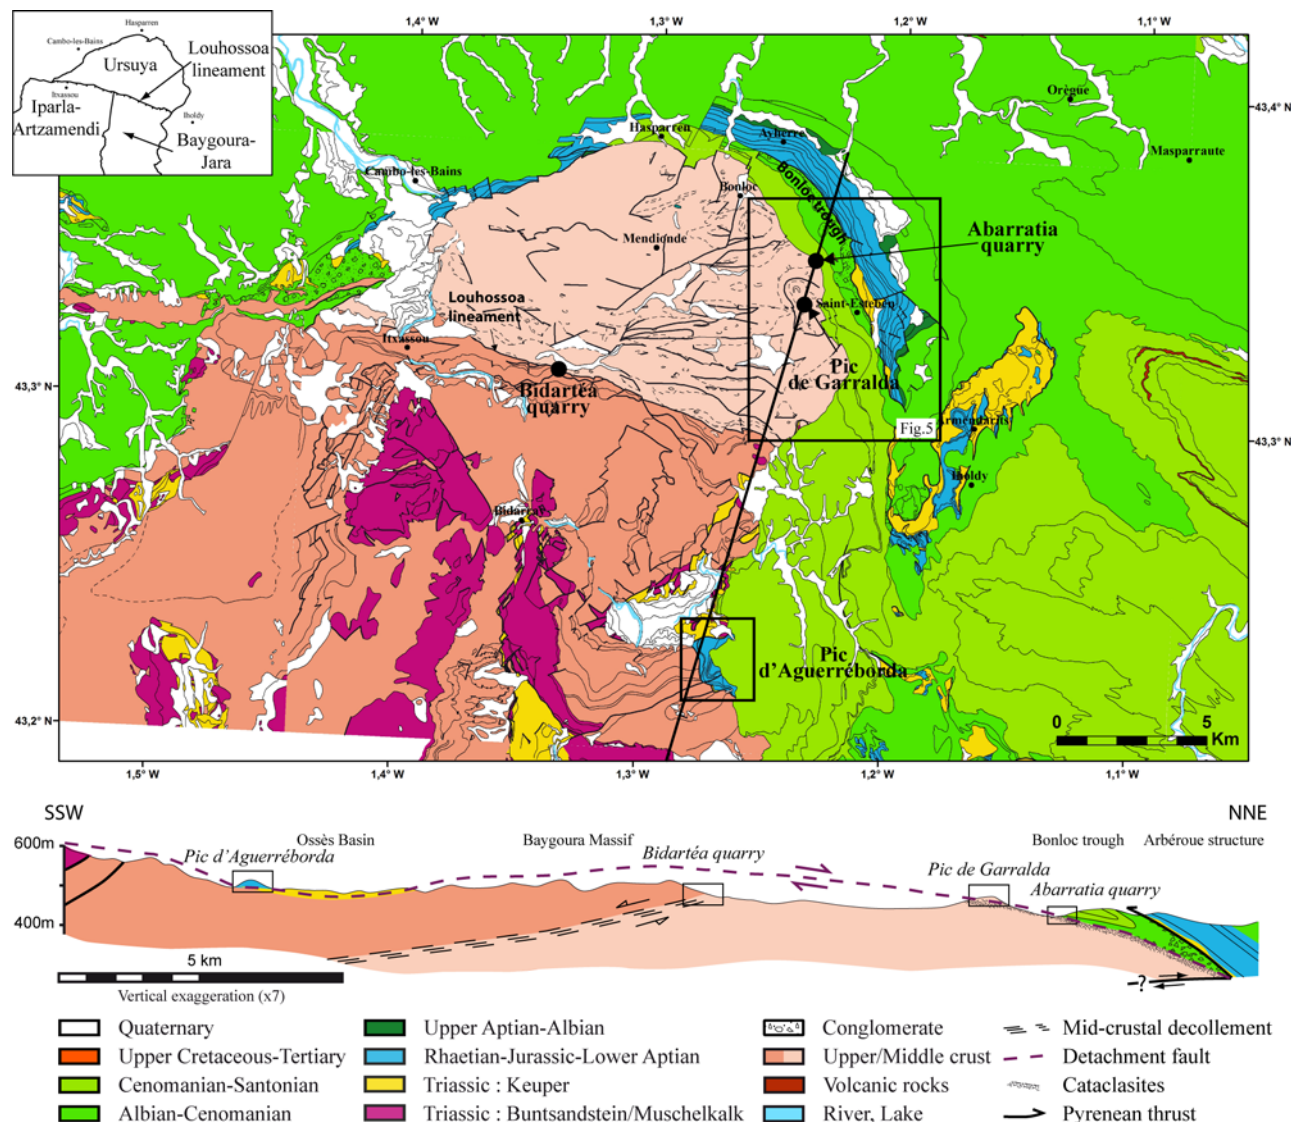 1,4° W
1,3° W
1,2° W
1,1° W
Hasparren
Cambo-les-Bains
Louhossoa
lineament
Ursuya
Itxassou
Iparla-
Artzamendi
Iholdy
Baygoura-
Jara
Orègue
43,4° N
Masparraute
Hasparren
Ayherre
Cambo-les-Bains
Bonloc
Bonloc trough
Mendionde
Abarratia
quarry
Louhossoa
lineament
Saint-Esteben
Itxassou
43,3° N
Bidartéa
quarry
Pic
de Garralda
Fig.5
Armendarits
43,3° N
Iholdy
Bidarray
Pic
d'Aguerréborda
43,2° N
0
5
Km
1,5° W
1,4° W
1,3° W
1,2° W
1,1° W
SSW
NNE
Ossès Basin
Baygoura Massif
Bonloc trough
Arbéroue structure
600m
Pic d'Aguerréborda
Bidartéa quarry
Pic de Garralda
Abarratia quarry
400m
5 km
-?
Vertical exaggeration (x7)
Quaternary
Upper Cretaceous-Tertiary
Cenomanian-Santonian
Albian-Cenomanian
Upper Aptian-Albian
Rhaetian-Jurassic-Lower Aptian
Triassic : Keuper
Triassic : Buntsandstein/Muschelkalk
Conglomerate
Upper/Middle crust
Volcanic rocks
River, Lake
Mid-crustal decollement
Detachment fault
Cataclasites
Pyrenean thrust